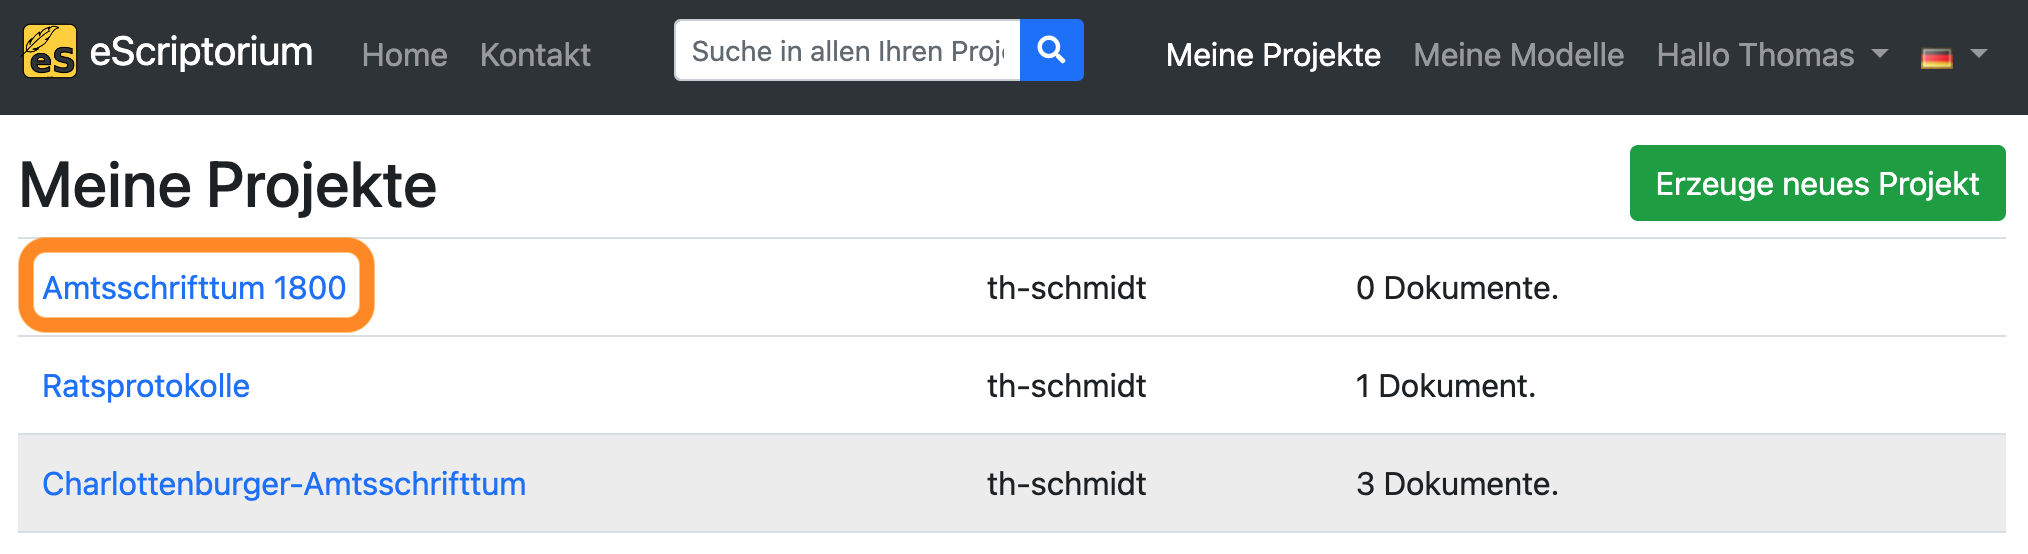 eS eScriptorium Home Kontakt Suche in allen Ihren Proj Meine Projekte Meine Modelle Hallo Thomas
Meine Projekte Erzeuge neues Projekt
Amtsschrifttum 1800 th-schmidt 0 Dokumente.
Ratsprotokolle th-schmidt 1 Dokument.
Charlottenburger-Amtsschrifttum th-schmidt 3 Dokumente.